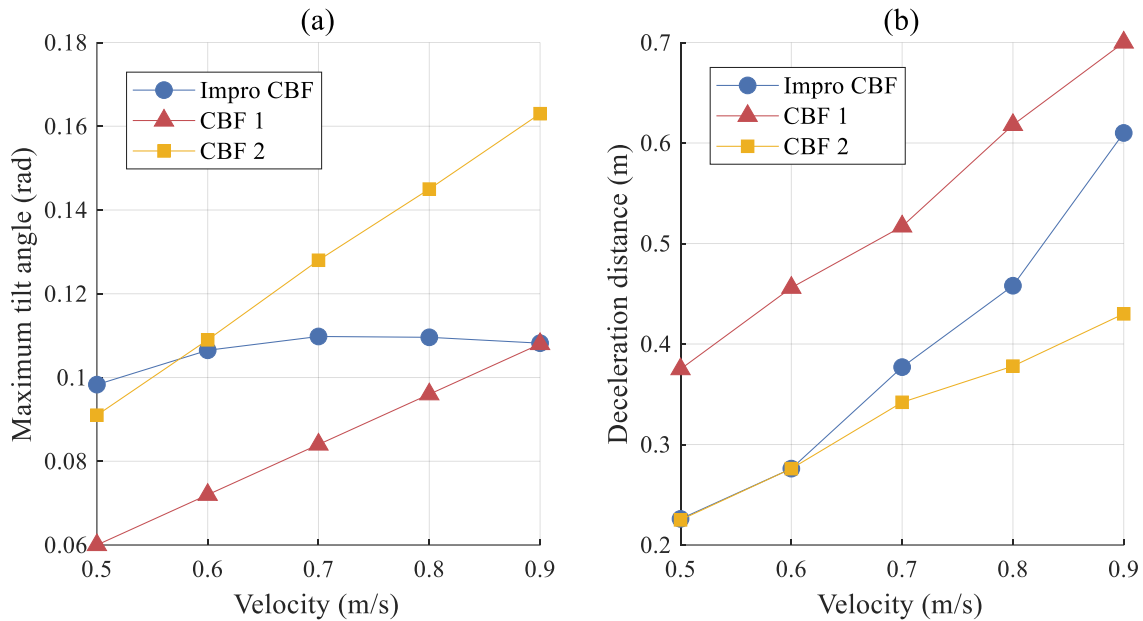 (a)
Maximum tilt angle (rad)
0.18
0.16
0.14
0.12
0.1
0.08
0.06
Impro CBF
CBF 1
CBF 2
0.5 0.6 0.7 0.8 0.9
Velocity (m/s)
(b)
Deceleration distance (m)
0.7
0.6
0.5
0.4
0.3
0.2
Impro CBF
CBF 1
CBF 2
0.5 0.6 0.7 0.8 0.9
Velocity (m/s)